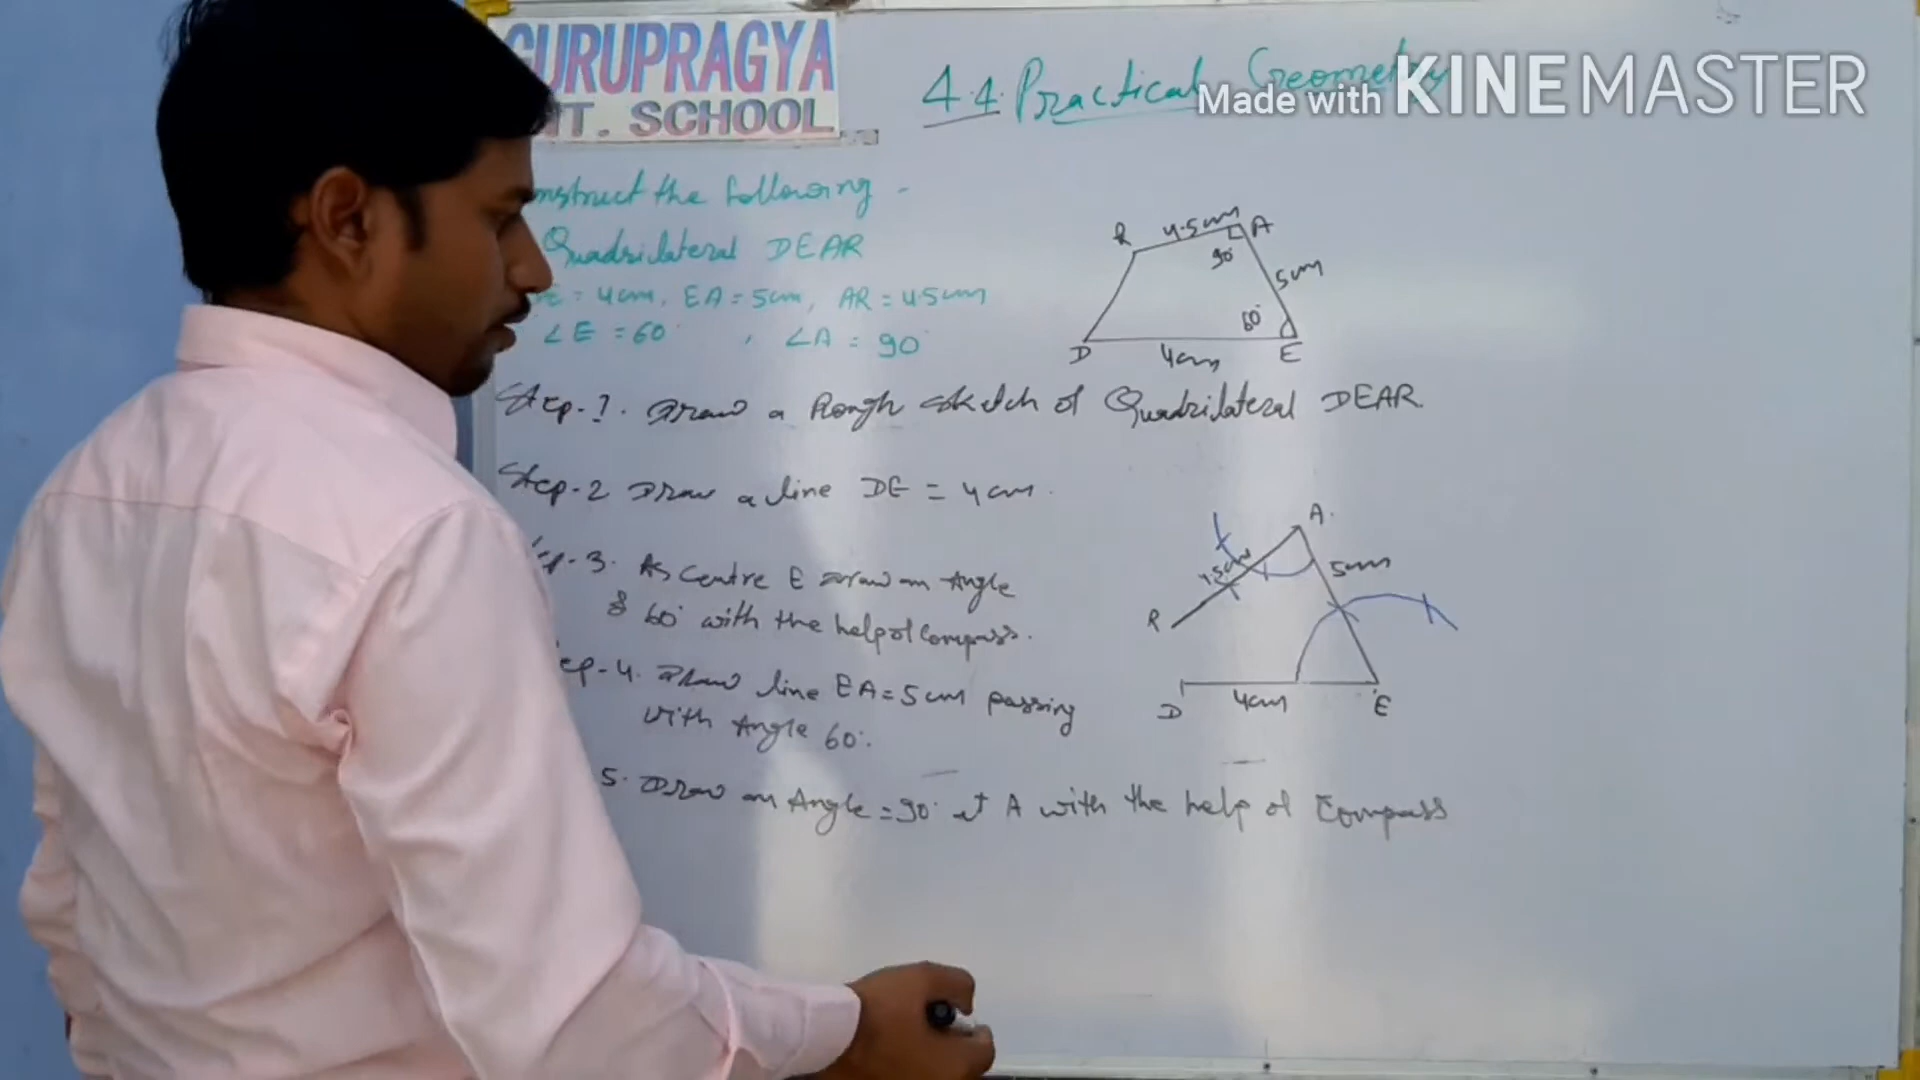 GURUPRAGYA
NT. SCHOOL
4.4. Practical Geometry
Made with KINEMASTER
nstruct the following -
Quadrilateral DEAR
= 4cm, EA = 5cm, AR = 4.5cm
∠E = 60°, ∠A = 90°
R 4.5cm A
90°
5cm
60°
D 4cm E
Step-1. Draw a Rough sketch of Quadrilateral DEAR.
Step-2 Draw a line DE = 4cm.
ep-3. As Centre E Draw an Angle
of 60° with the help of Compass.
ep-4. Draw line EA = 5cm passing
with Angle 60°.
5. Draw an Angle = 90° at A with the help of Compass
A.
4.5cm
5cm
R
D 4cm E